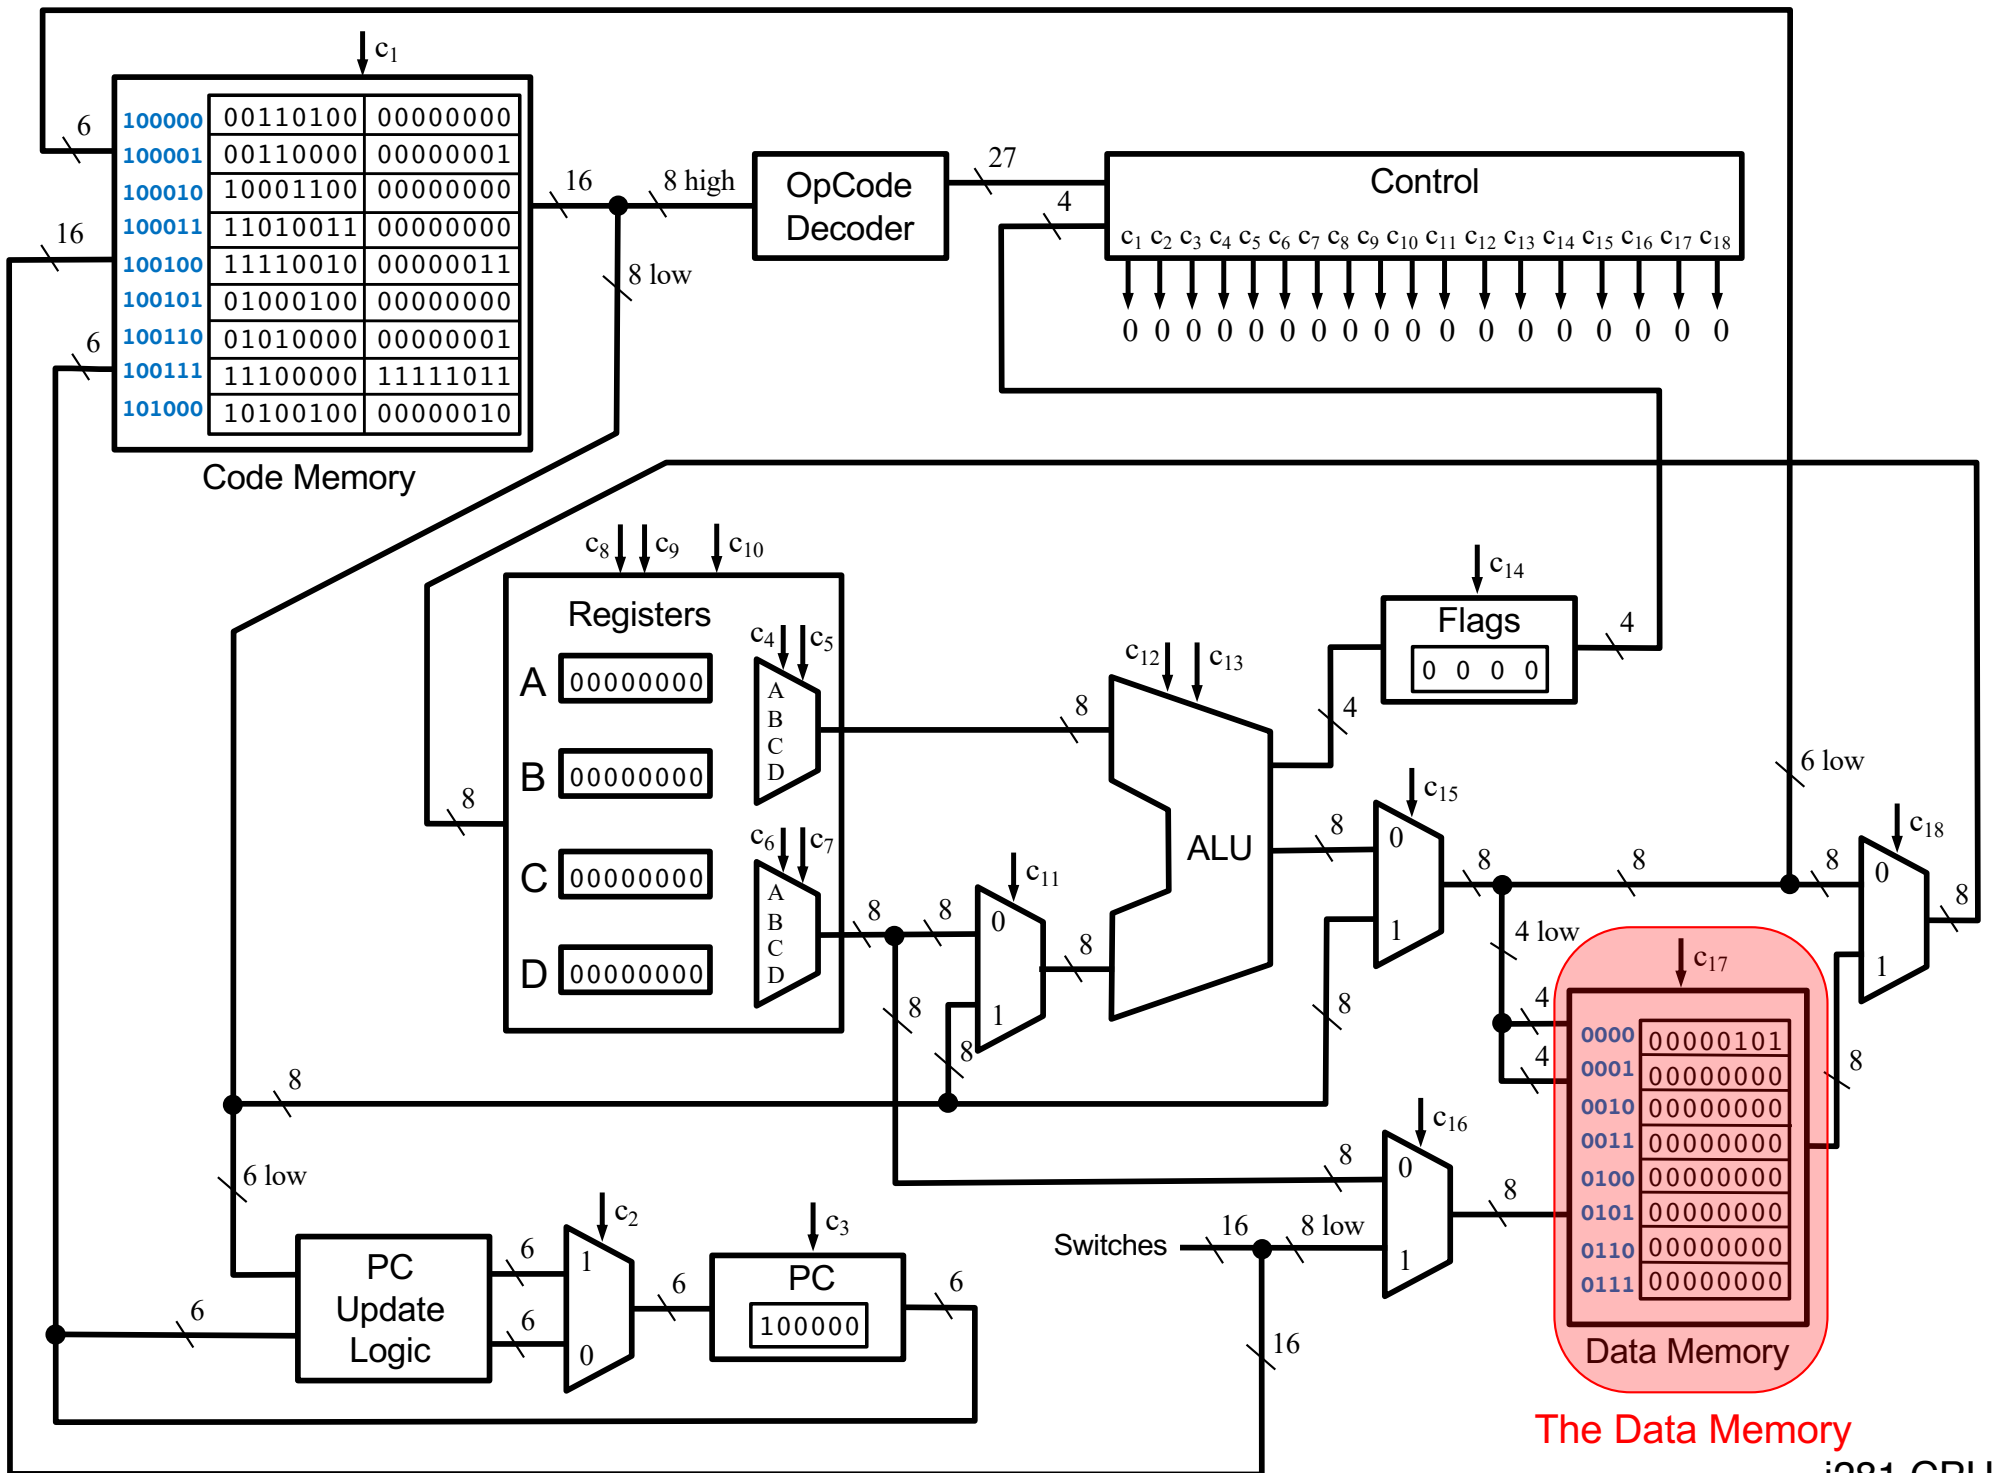 c1
100000 00110100 00000000
100001 00110000 00000001
100010 10001100 00000000
100011 11010011 00000000
100100 11110010 00000011
100101 01000100 00000000
100110 01010000 00000001
100111 11100000 11111011
101000 10100100 00000010
Code Memory
6
16
6
16
8 high
8 low
OpCode
Decoder
27
4
Control
c1 c2 c3 c4 c5 c6 c7 c8 c9 c10 c11 c12 c13 c14 c15 c16 c17 c18
0 0 0 0 0 0 0 0 0 0 0 0 0 0 0 0 0 0
c8 c9 c10
Registers
A 00000000
B 00000000
C 00000000
D 00000000
c4 c5
A
B
C
D
c6 c7
A
B
C
D
8
8
8
8
8
c11
0
1
8
8
c12 c13
ALU
c14
Flags
0 0 0 0
4
4
8
c15
0
1
8
8
8
4 low
6 low
8
c18
0
1
8
8
8
c17
4
4
0000 00000101
0001 00000000
0010 00000000
0011 00000000
0100 00000000
0101 00000000
0110 00000000
0111 00000000
Data Memory
The Data Memory
8
c16
0
1
8
8
Switches
16
8 low
16
6 low
6
PC
Update
Logic
6
6
c2
1
0
6
c3
PC
100000
6
i281 CPU